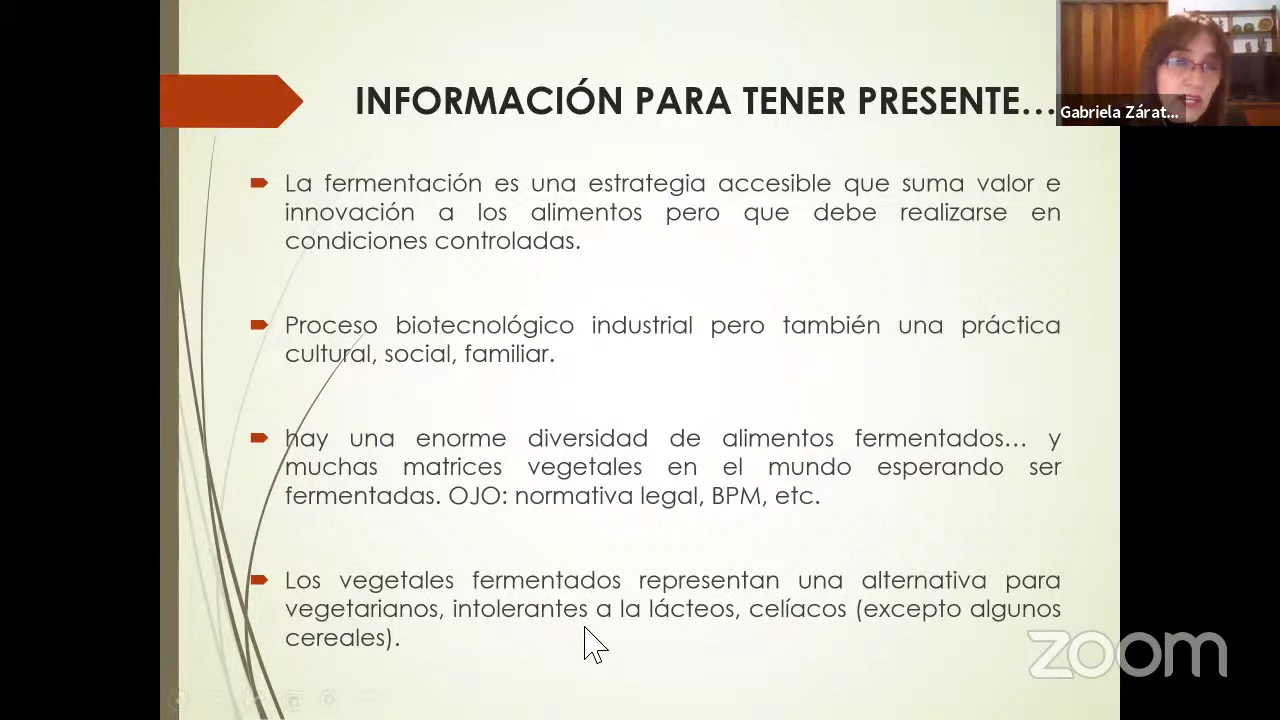 INFORMACIÓN PARA TENER PRESENTE...
Gabriela Zárat...
La fermentación es una estrategia accesible que suma valor e
innovación a los alimentos pero que debe realizarse en
condiciones controladas.
Proceso biotecnológico industrial pero también una práctica
cultural, social, familiar.
hay una enorme diversidad de alimentos fermentados... y
muchas matrices vegetales en el mundo esperando ser
fermentadas. OJO: normativa legal, BPM, etc.
Los vegetales fermentados representan una alternativa para
vegetarianos, intolerantes a la lácteos, celíacos (excepto algunos
cereales).
zoom